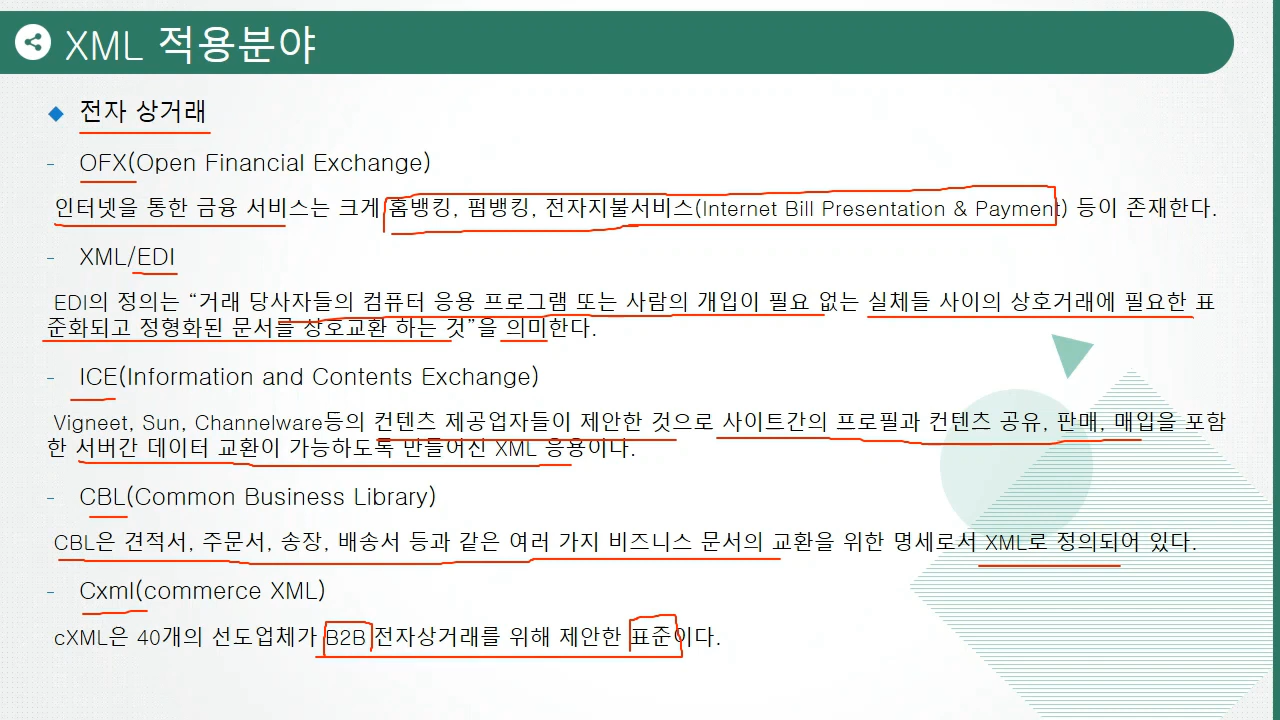 XML 적용분야
전자 상거래
- OFX(Open Financial Exchange)
인터넷을 통한 금융 서비스는 크게 홈뱅킹, 펌뱅킹, 전자지불서비스(Internet Bill Presentation & Payment) 등이 존재한다.
- XML/EDI
EDI의 정의는 “거래 당사자들의 컴퓨터 응용 프로그램 또는 사람의 개입이 필요 없는 실체들 사이의 상호거래에 필요한 표
준화되고 정형화된 문서를 상호교환 하는 것”을 의미한다.
- ICE(Information and Contents Exchange)
Vigneet, Sun, Channelware등의 컨텐츠 제공업자들이 제안한 것으로 사이트간의 프로필과 컨텐츠 공유, 판매, 매입을 포함
한 서버간 데이터 교환이 가능하도록 만들어진 XML 응용이다.
- CBL(Common Business Library)
CBL은 견적서, 주문서, 송장, 배송서 등과 같은 여러 가지 비즈니스 문서의 교환을 위한 명세로서 XML로 정의되어 있다.
- Cxml(commerce XML)
cXML은 40개의 선도업체가 B2B 전자상거래를 위해 제안한 표준이다.